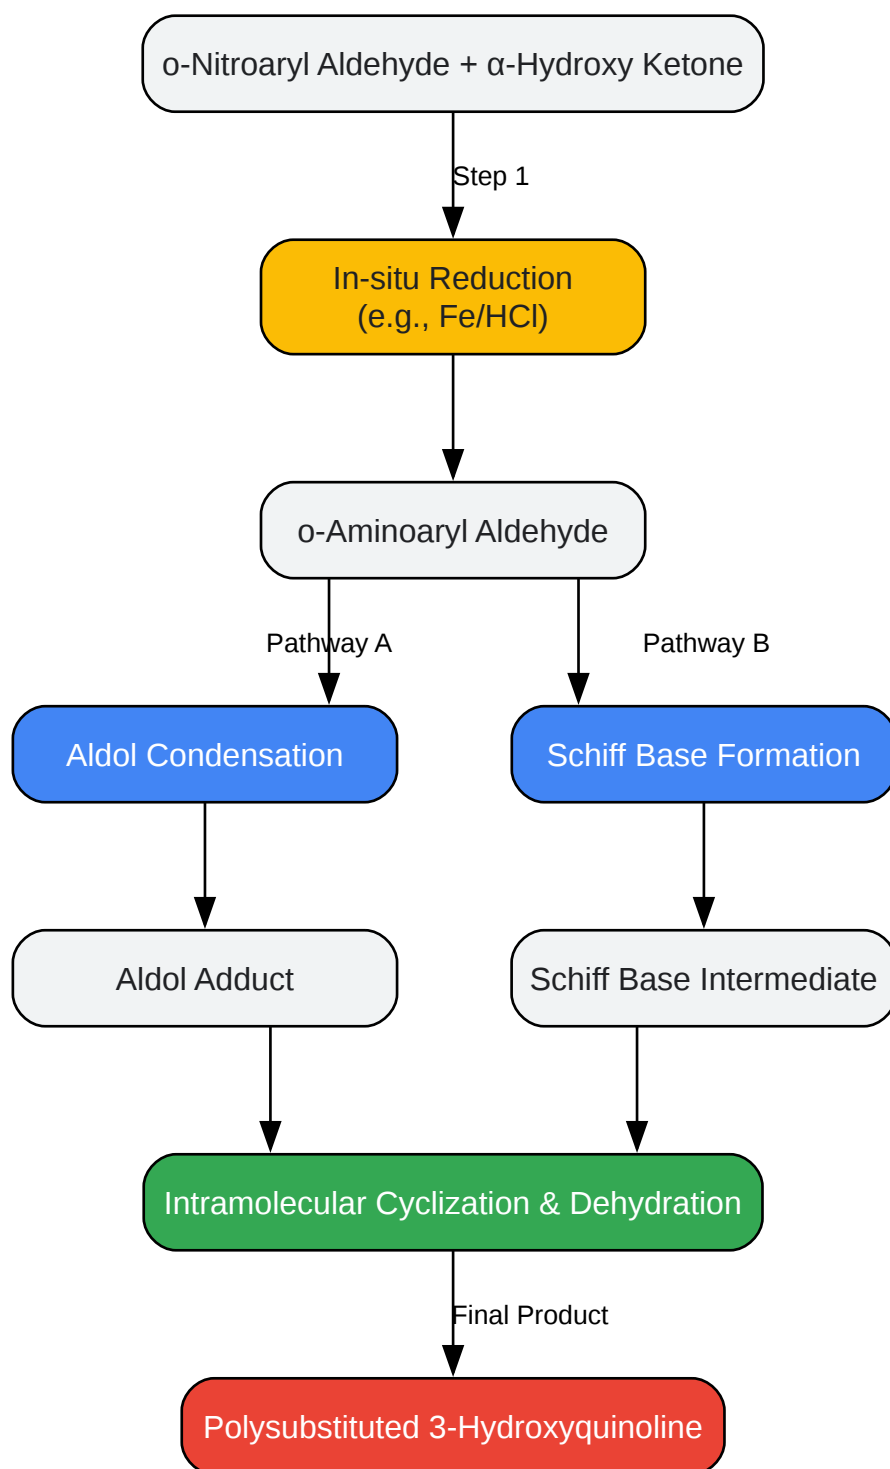 o-Nitroaryl Aldehyde + α-Hydroxy Ketone
Step 1
In-situ Reduction
(e.g., Fe/HCl)
o-Aminoaryl Aldehyde
Pathway A
Pathway B
Aldol Condensation
Schiff Base Formation
Aldol Adduct
Schiff Base Intermediate
Intramolecular Cyclization & Dehydration
Final Product
Polysubstituted 3-Hydroxyquinoline